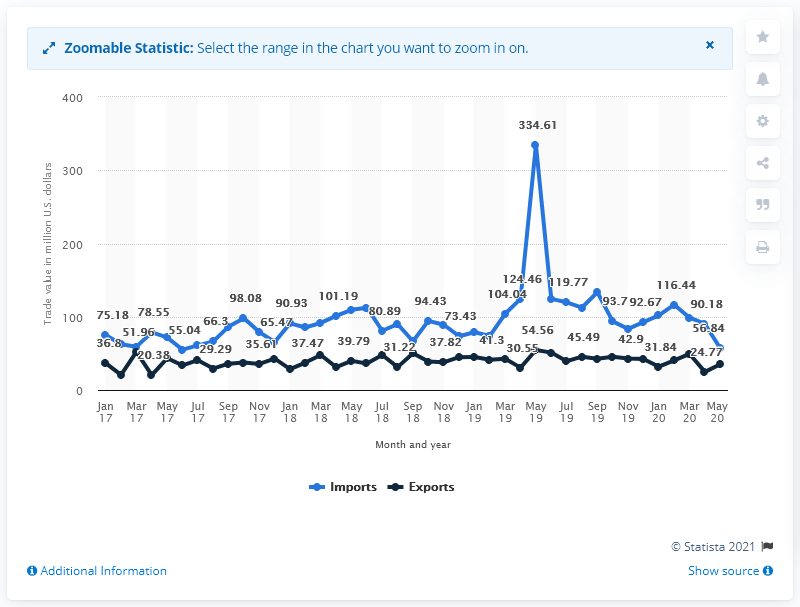 Zoomable Statistic: Select the range in the chart you want to zoom in on.
×
400
300
200
100
0
Trade value in million U.S. dollars
334.61
124.46 119.77
104.04
116.44
98.08 90.93 101.19 94.43 93.7 92.67 90.18
75.18 78.55 66.3 65.47 80.89 73.43
51.96 55.04 56.84
36.8 20.38 29.29 35.61 37.47 39.79 31.22 37.82 41.3 30.55 54.56 45.49 42.9 31.84 24.77
Jan Mar May Jul Sep Nov Jan Mar May Jul Sep Nov Jan Mar May Jul Sep Nov Jan Mar May
17 17 17 17 17 17 18 18 18 18 18 18 19 19 19 19 19 19 20 20 20
Month and year
Imports Exports
© Statista 2021
Additional Information
Show source